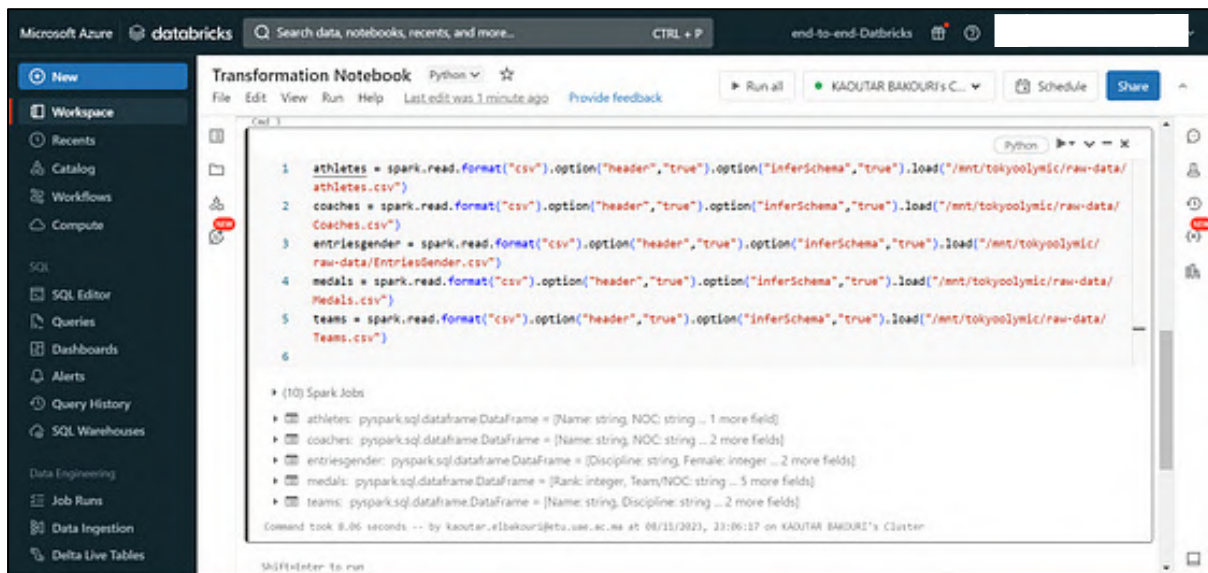 Microsoft Azure databricks Search data, notebooks, recents, and more... CTRL + P end-to-end-Datbricks
New
Workspace
Recents
Catalog
Workflows
Compute
SQL
SQL Editor
Queries
Dashboards
Alerts
Query History
SQL Warehouses
Data Engineering
Job Runs
Data Ingestion
Delta Live Tables
Transformation Notebook Python
Run all KAOUTAR BAKOURI's C... Schedule Share
File Edit View Run Help Last edit was 1 minute ago Provide feedback
NEW
NEW
Cmd 3
Python
1 athletes = spark.read.format("csv").option("header","true").option("inferSchema","true").load("/mnt/tokyoolymic/raw-data/
athletes.csv")
2 coaches = spark.read.format("csv").option("header","true").option("inferSchema","true").load("/mnt/tokyoolymic/raw-data/
Coaches.csv")
3 entriesgender = spark.read.format("csv").option("header","true").option("inferSchema","true").load("/mnt/tokyoolymic/
raw-data/EntriesGender.csv")
4 medals = spark.read.format("csv").option("header","true").option("inferSchema","true").load("/mnt/tokyoolymic/raw-data/
Medals.csv")
5 teams = spark.read.format("csv").option("header","true").option("inferSchema","true").load("/mnt/tokyoolymic/raw-data/
Teams.csv")
6
(10) Spark Jobs
athletes: pyspark.sql.dataframe.DataFrame = [Name: string, NOC: string ... 1 more field]
coaches: pyspark.sql.dataframe.DataFrame = [Name: string, NOC: string ... 2 more fields]
entriesgender: pyspark.sql.dataframe.DataFrame = [Discipline: string, Female: integer ... 2 more fields]
medals: pyspark.sql.dataframe.DataFrame = [Rank: integer, Team/NOC: string ... 5 more fields]
teams: pyspark.sql.dataframe.DataFrame = [Name: string, Discipline: string ... 2 more fields]
Command took 8.06 seconds -- by kaoutar.elbakouri@etu.uae.ac.ma at 08/11/2023, 23:06:17 on KAOUTAR BAKOURI's Cluster
Shift+Enter to run